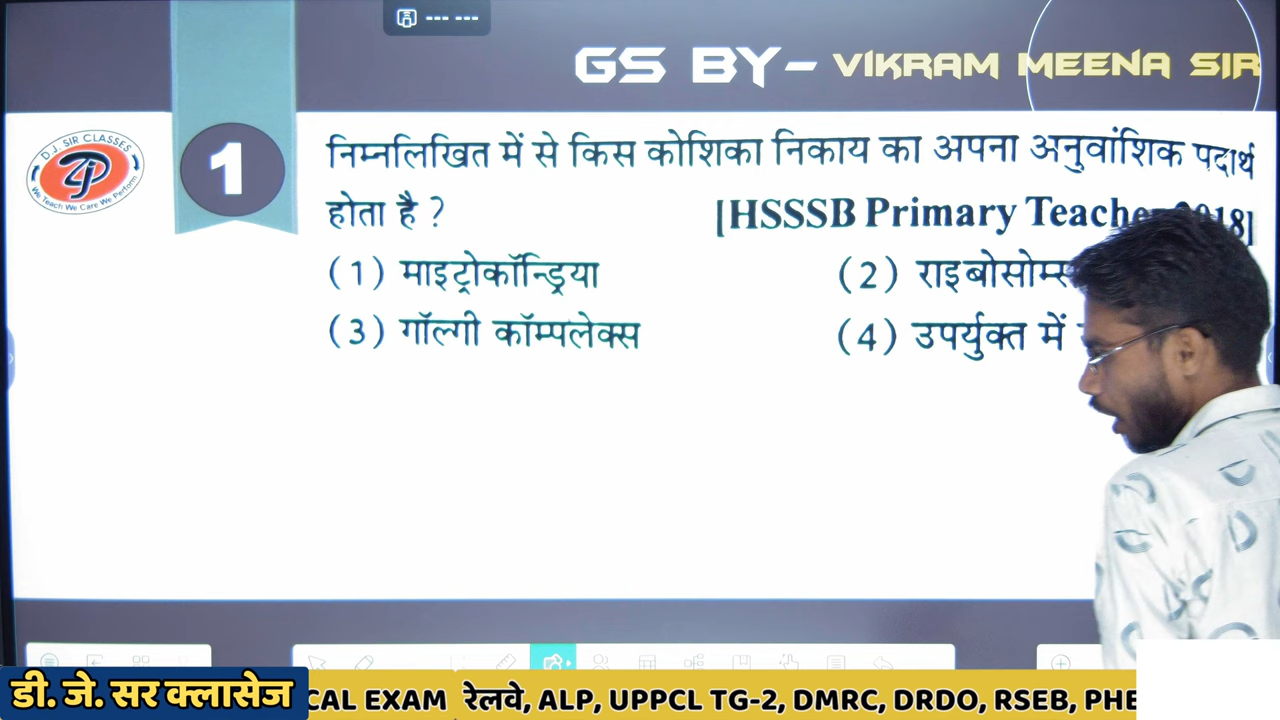 --- ---
GS BY- VIKRAM MEENA SIR
D.J. SIR CLASSES
We Teach We Care We Perform
1
निम्नलिखित में से किस कोशिका निकाय का अपना अनुवांशिक पदार्थ
होता है ? [HSSSB Primary
(1) माइट्रोकॉन्ड्रिया (2) राइबोसोम्स
(3) गॉल्गी कॉम्पलेक्स (4) उपर्युक्त में
डी. जे. सर क्लासेज
CAL EXAM रेलवे, ALP, UPPCL TG-2, DMRC, DRDO, RSEB, PHE